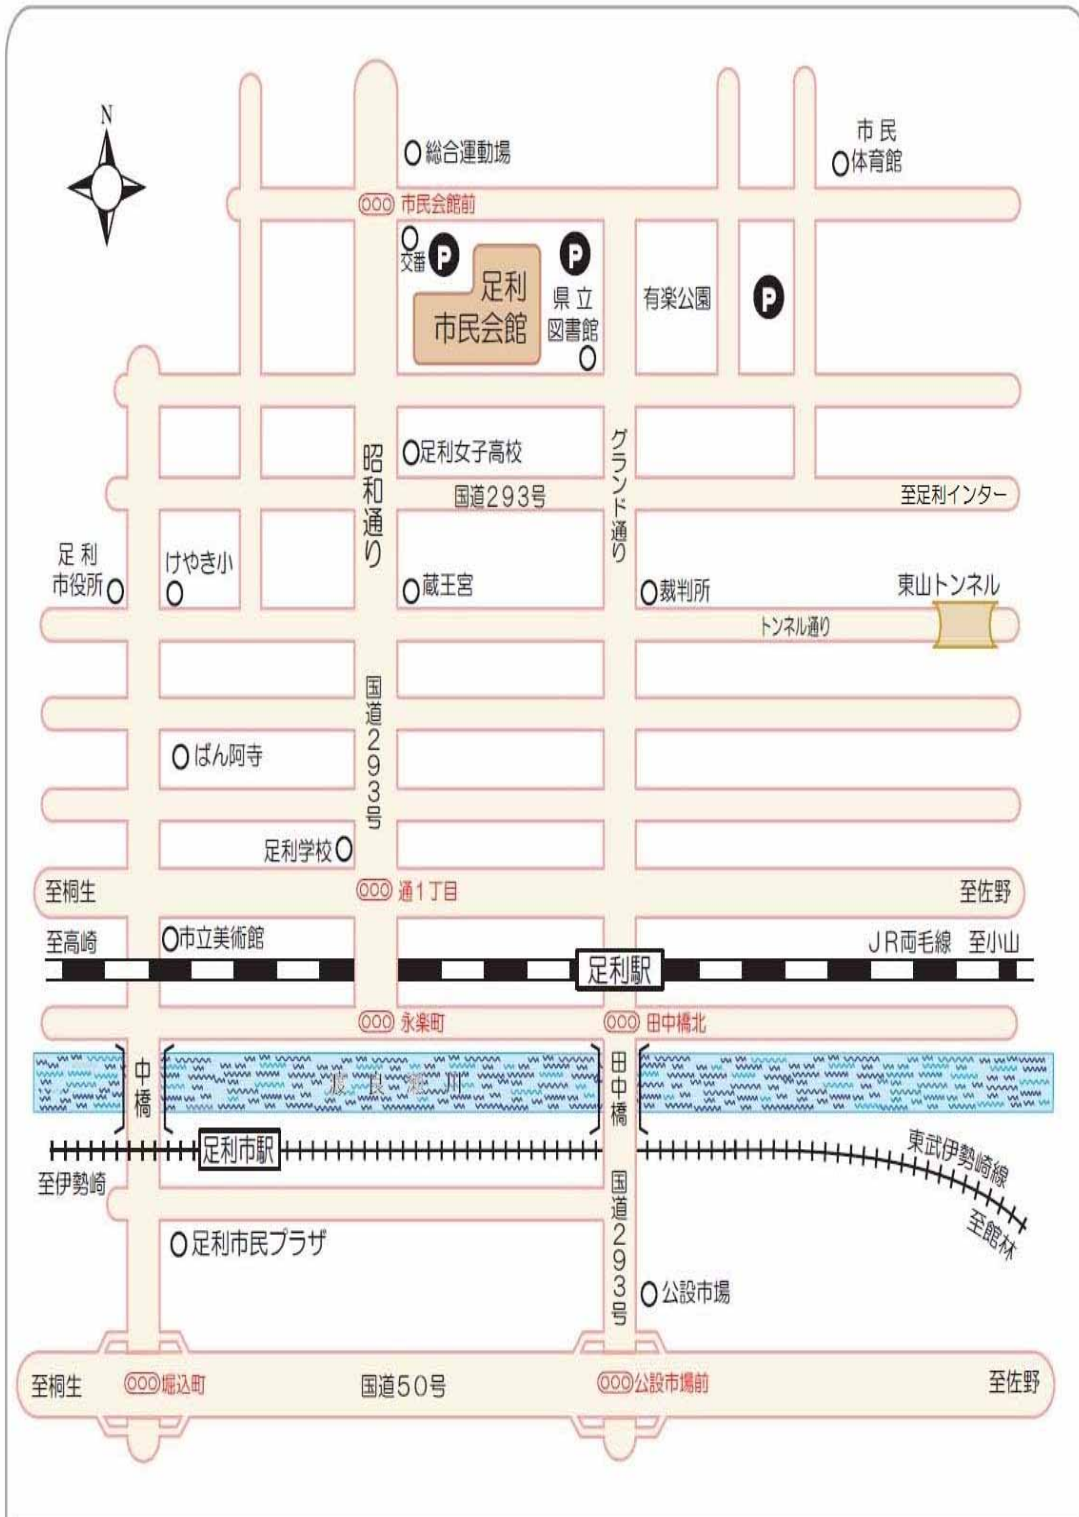 N
総合運動場
市民
体育館
市民会館前
交番
P
P
足利
市民会館
県立
図書館
有楽公園
P
昭和通り
足利女子高校
グランド通り
国道293号
至足利インター
足利
市役所
けやき小
蔵王宮
裁判所
東山トンネル
トンネル通り
国道293号
ばん阿寺
足利学校
至桐生
通1丁目
至佐野
至高崎
市立美術館
JR両毛線 至小山
足利駅
永楽町
田中橋北
中橋
渡良瀬川
田中橋
足利市駅
東武伊勢崎線
至伊勢崎
至館林
国道293号
足利市民プラザ
公設市場
至桐生
堀込町
国道50号
公設市場前
至佐野